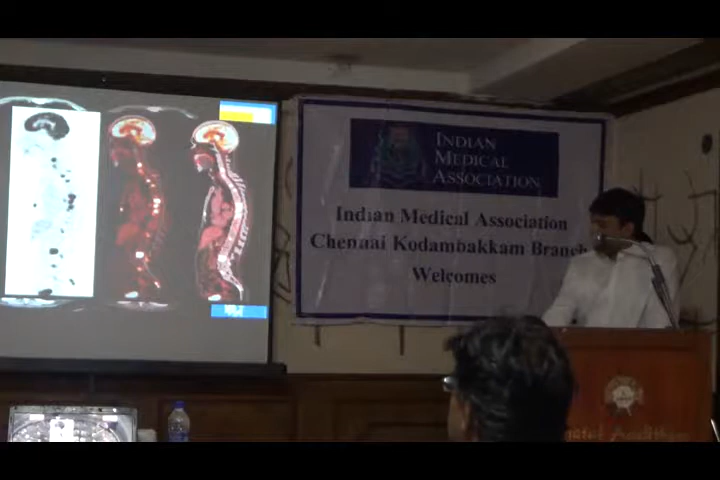 INDIAN
MEDICAL
ASSOCIATION
Indian Medical Association
Chennai Kodambakkam Branch
Welcomes